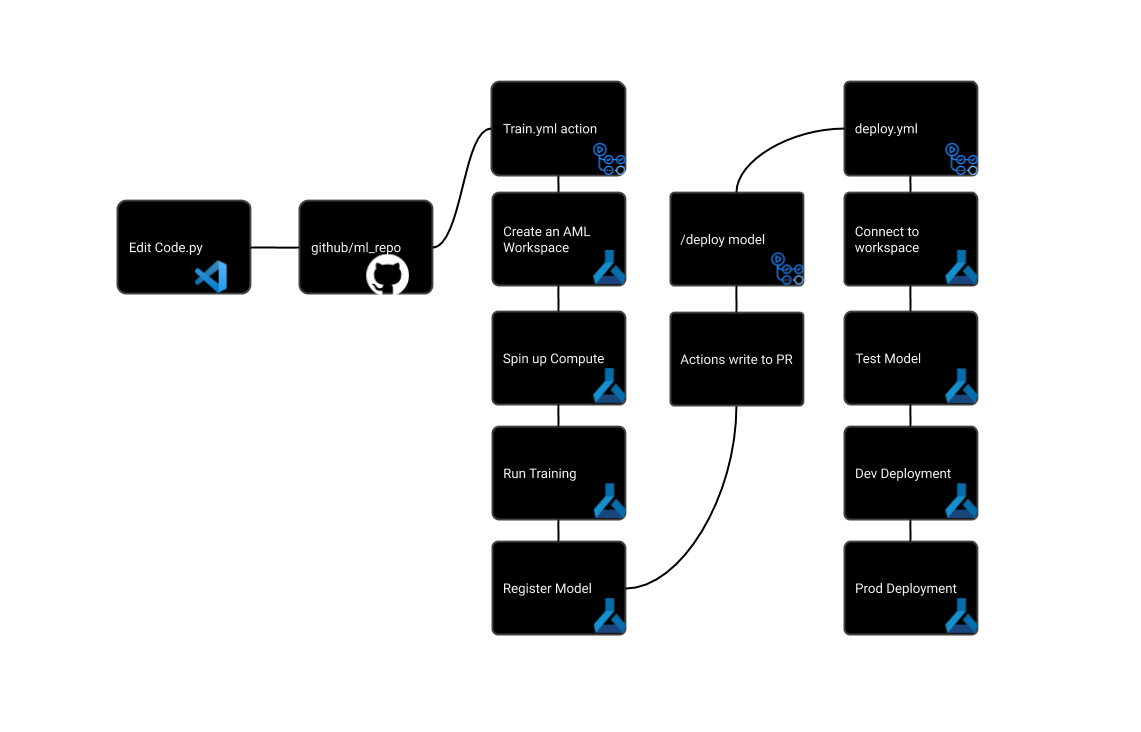 Edit Code.py
github/ml_repo
Train.yml action
Create an AML
Workspace
Spin up Compute
Run Training
Register Model
Actions write to PR
/deploy model
deploy.yml
Connect to
workspace
Test Model
Dev Deployment
Prod Deployment